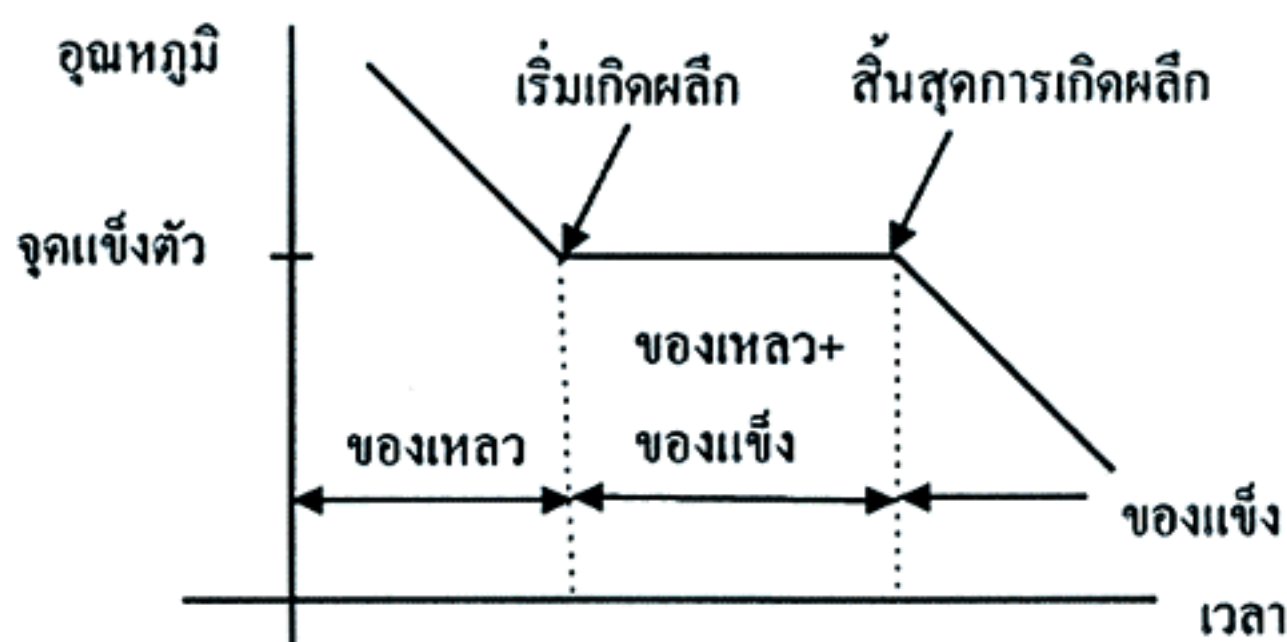 อุณหภูมิ
เริ่มเกิดผลึก
สิ้นสุดการเกิดผลึก
จุดแข็งตัว
ของเหลว+
ของแข็ง
ของเหลว
ของแข็ง
เวลา